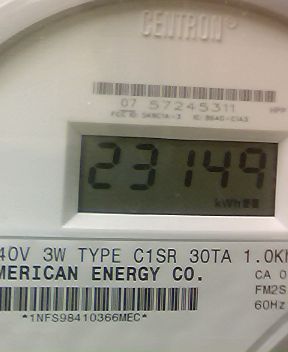 CENTRON®
07 57245311
23149
kWh
40V 3W TYPE C1SR 30TA 1.0K
MERICAN ENERGY CO.
CA 0
FM2S
60Hz
*1NFS98410366MEC*